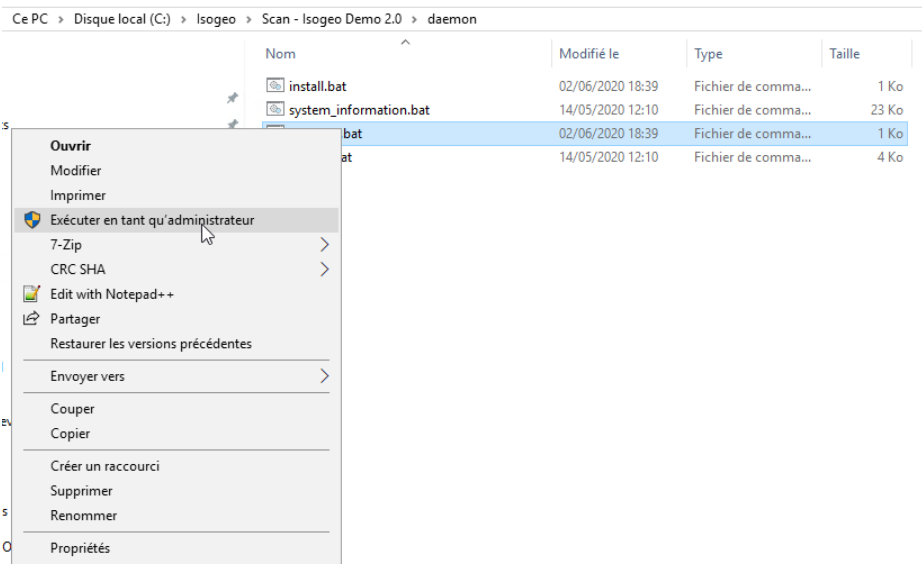 Ce PC > Disque local (C:) > Isogeo > Scan - Isogeo Demo 2.0 > daemon
Nom Modifié le Type Taille
install.bat 02/06/2020 18:39 Fichier de comma... 1 Ko
system_information.bat 14/05/2020 12:10 Fichier de comma... 23 Ko
bat 02/06/2020 18:39 Fichier de comma... 1 Ko
at 14/05/2020 12:10 Fichier de comma... 4 Ko
Ouvrir
Modifier
Imprimer
Exécuter en tant qu'administrateur
7-Zip
CRC SHA
Edit with Notepad++
Partager
Restaurer les versions précédentes
Envoyer vers
Couper
Copier
Créer un raccourci
Supprimer
Renommer
Propriétés